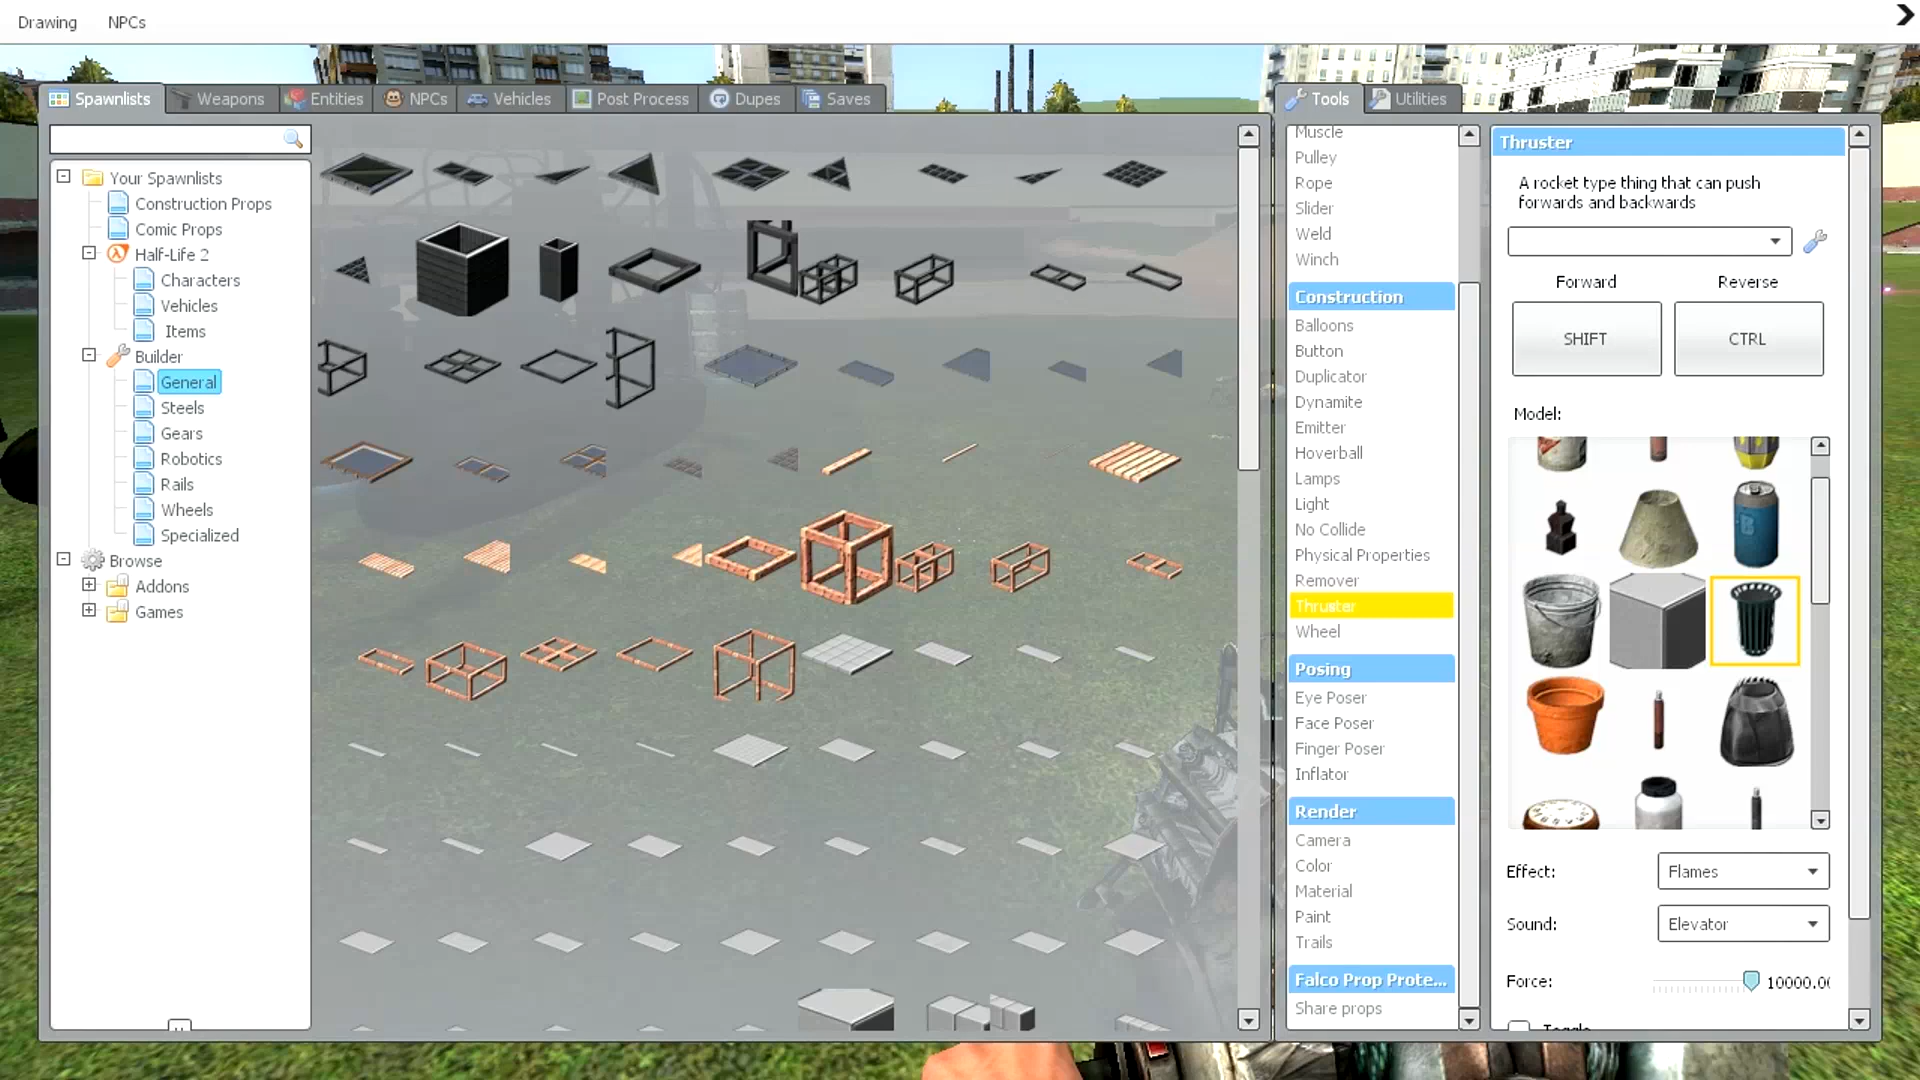 Drawing NPCs
Spawnlists Weapons Entities NPCs Vehicles Post Process Dupes Saves
Your Spawnlists
Construction Props
Comic Props
Half-Life 2
Characters
Vehicles
Items
Builder
General
Steels
Gears
Robotics
Rails
Wheels
Specialized
Browse
Addons
Games
Tools Utilities
Muscle
Pulley
Rope
Slider
Weld
Winch
Construction
Balloons
Button
Duplicator
Dynamite
Emitter
Hoverball
Lamps
Light
No Collide
Physical Properties
Remover
Thruster
Wheel
Posing
Eye Poser
Face Poser
Finger Poser
Inflator
Render
Camera
Color
Material
Paint
Trails
Falco Prop Prote...
Share props
Thruster
A rocket type thing that can push
forwards and backwards
Forward Reverse
SHIFT CTRL
Model:
Effect: Flames
Sound: Elevator
Force: 10000.00
Toggle